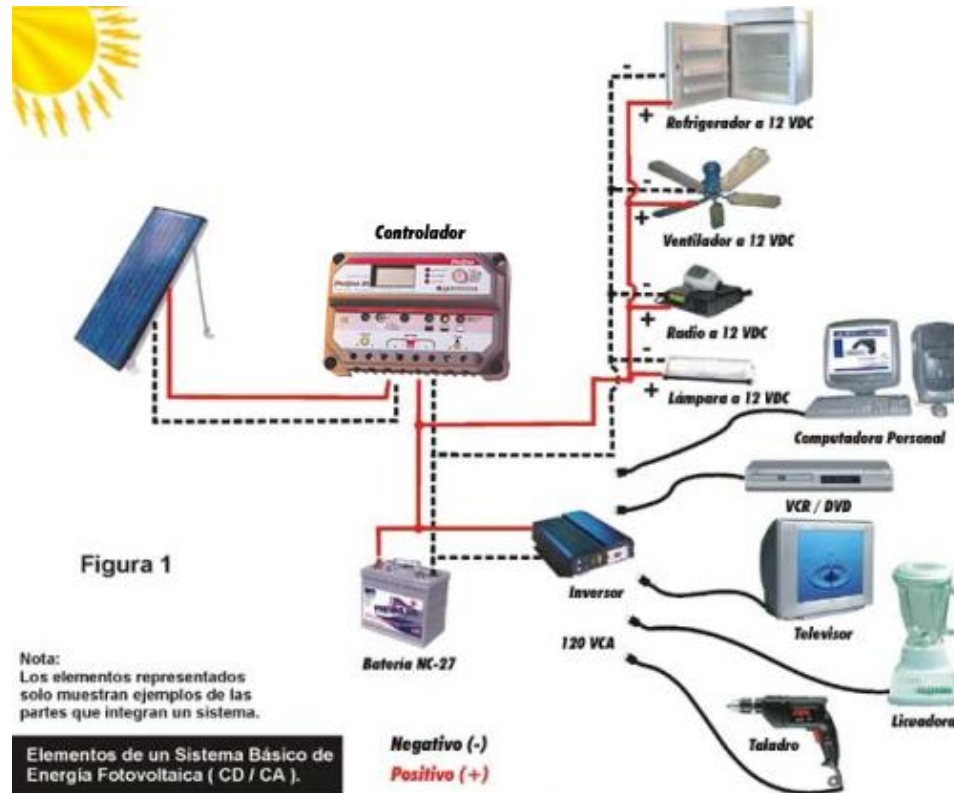 -
+
Refrigerador a 12 VDC
-
+
Ventilador a 12 VDC
Controlador
-
+
Radio a 12 VDC
-
+
Lámpara a 12 VDC
Computadora Personal
VCR / DVD
Figura 1
Inversor
Televisor
120 VCA
Batería NC-27
Nota:
Los elementos representados
solo muestran ejemplos de las
partes que integran un sistema.
Licuadora
Taladro
Elementos de un Sistema Básico de
Energía Fotovoltaica ( CD / CA ).
Negativo (-)
Positivo (+)